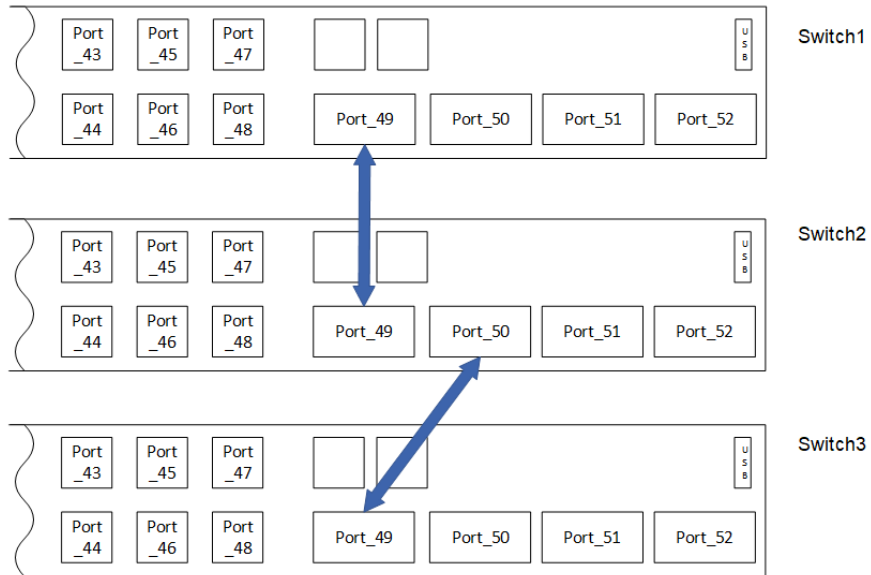 Port Port Port
_43 _45 _47
U
S
B
Switch1
Port Port Port
_44 _46 _48
Port_49 Port_50 Port_51 Port_52
Port Port Port
_43 _45 _47
U
S
B
Switch2
Port Port Port
_44 _46 _48
Port_49 Port_50 Port_51 Port_52
Port Port Port
_43 _45 _47
U
S
B
Switch3
Port Port Port
_44 _46 _48
Port_49 Port_50 Port_51 Port_52